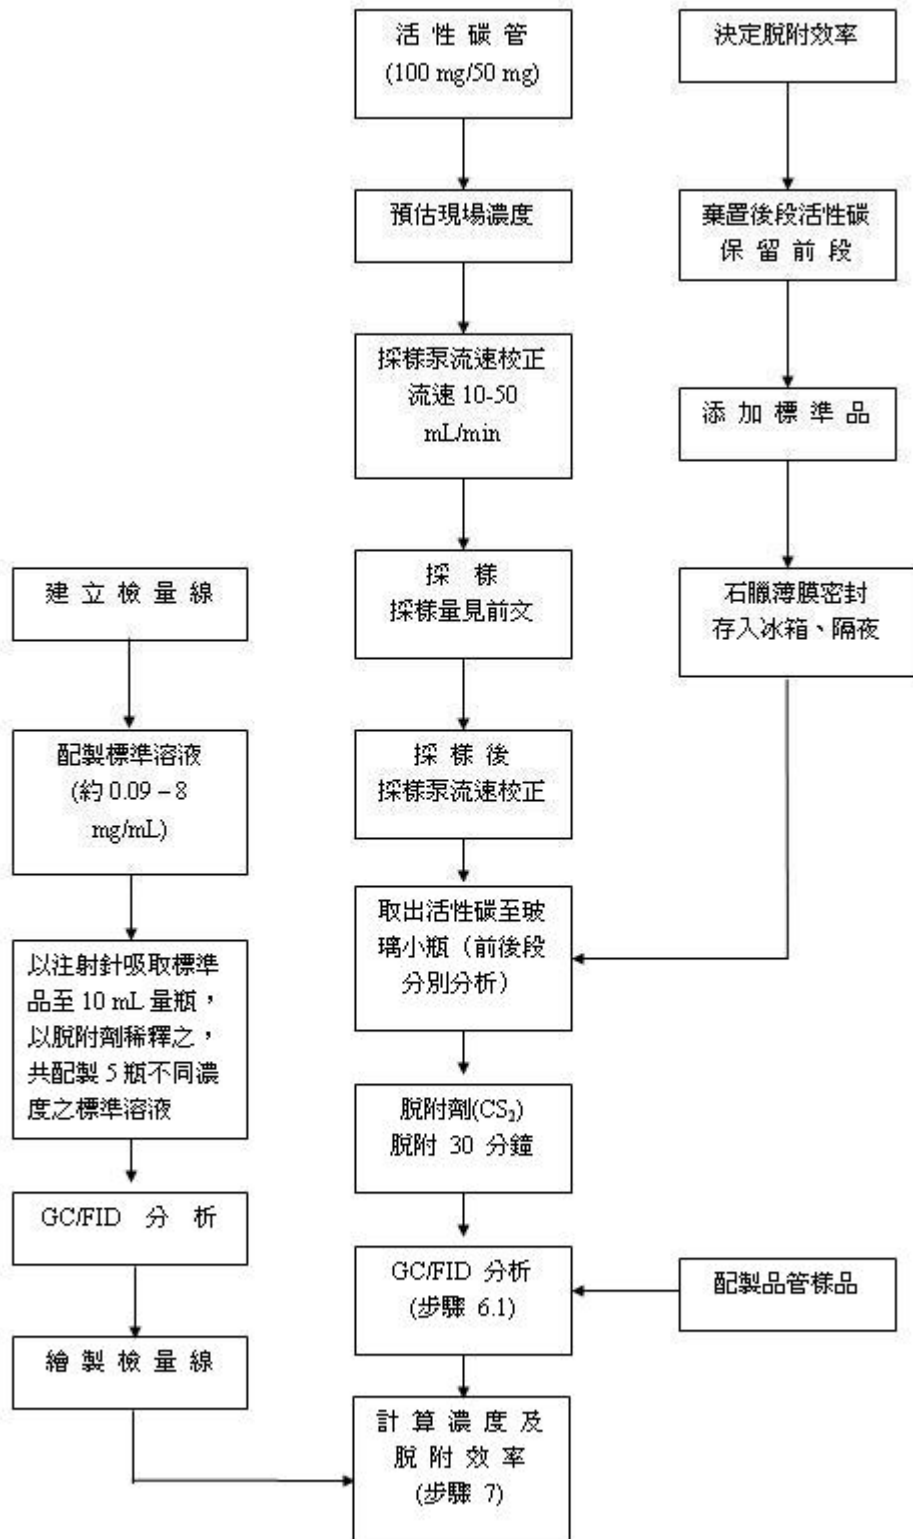 活 性 碳 管
(100 mg/50 mg)
預估現場濃度
採樣泵流速校正
流速 10-50
mL/min
採 樣
採樣量見前文
採 樣 後
採樣泵流速校正
取出活性碳至玻
璃小瓶（前後段
分別分析）
脫附劑(CS₂)
脫附 30 分鐘
GC/FID 分析
(步驟 6.1)
計 算 濃 度 及
脫 附 效 率
(步驟 7)
決定脫附效率
棄置後段活性碳
保 留 前 段
添 加 標 準 品
石臘薄膜密封
存入冰箱、隔夜
配製品管樣品
建 立 檢 量 線
配製標準溶液
(約 0.09 – 8
mg/mL)
以注射針吸取標準
品至 10 mL 量瓶，
以脫附劑稀釋之，
共配製 5 瓶不同濃
度之標準溶液
GC/FID 分 析
繪 製 檢 量 線